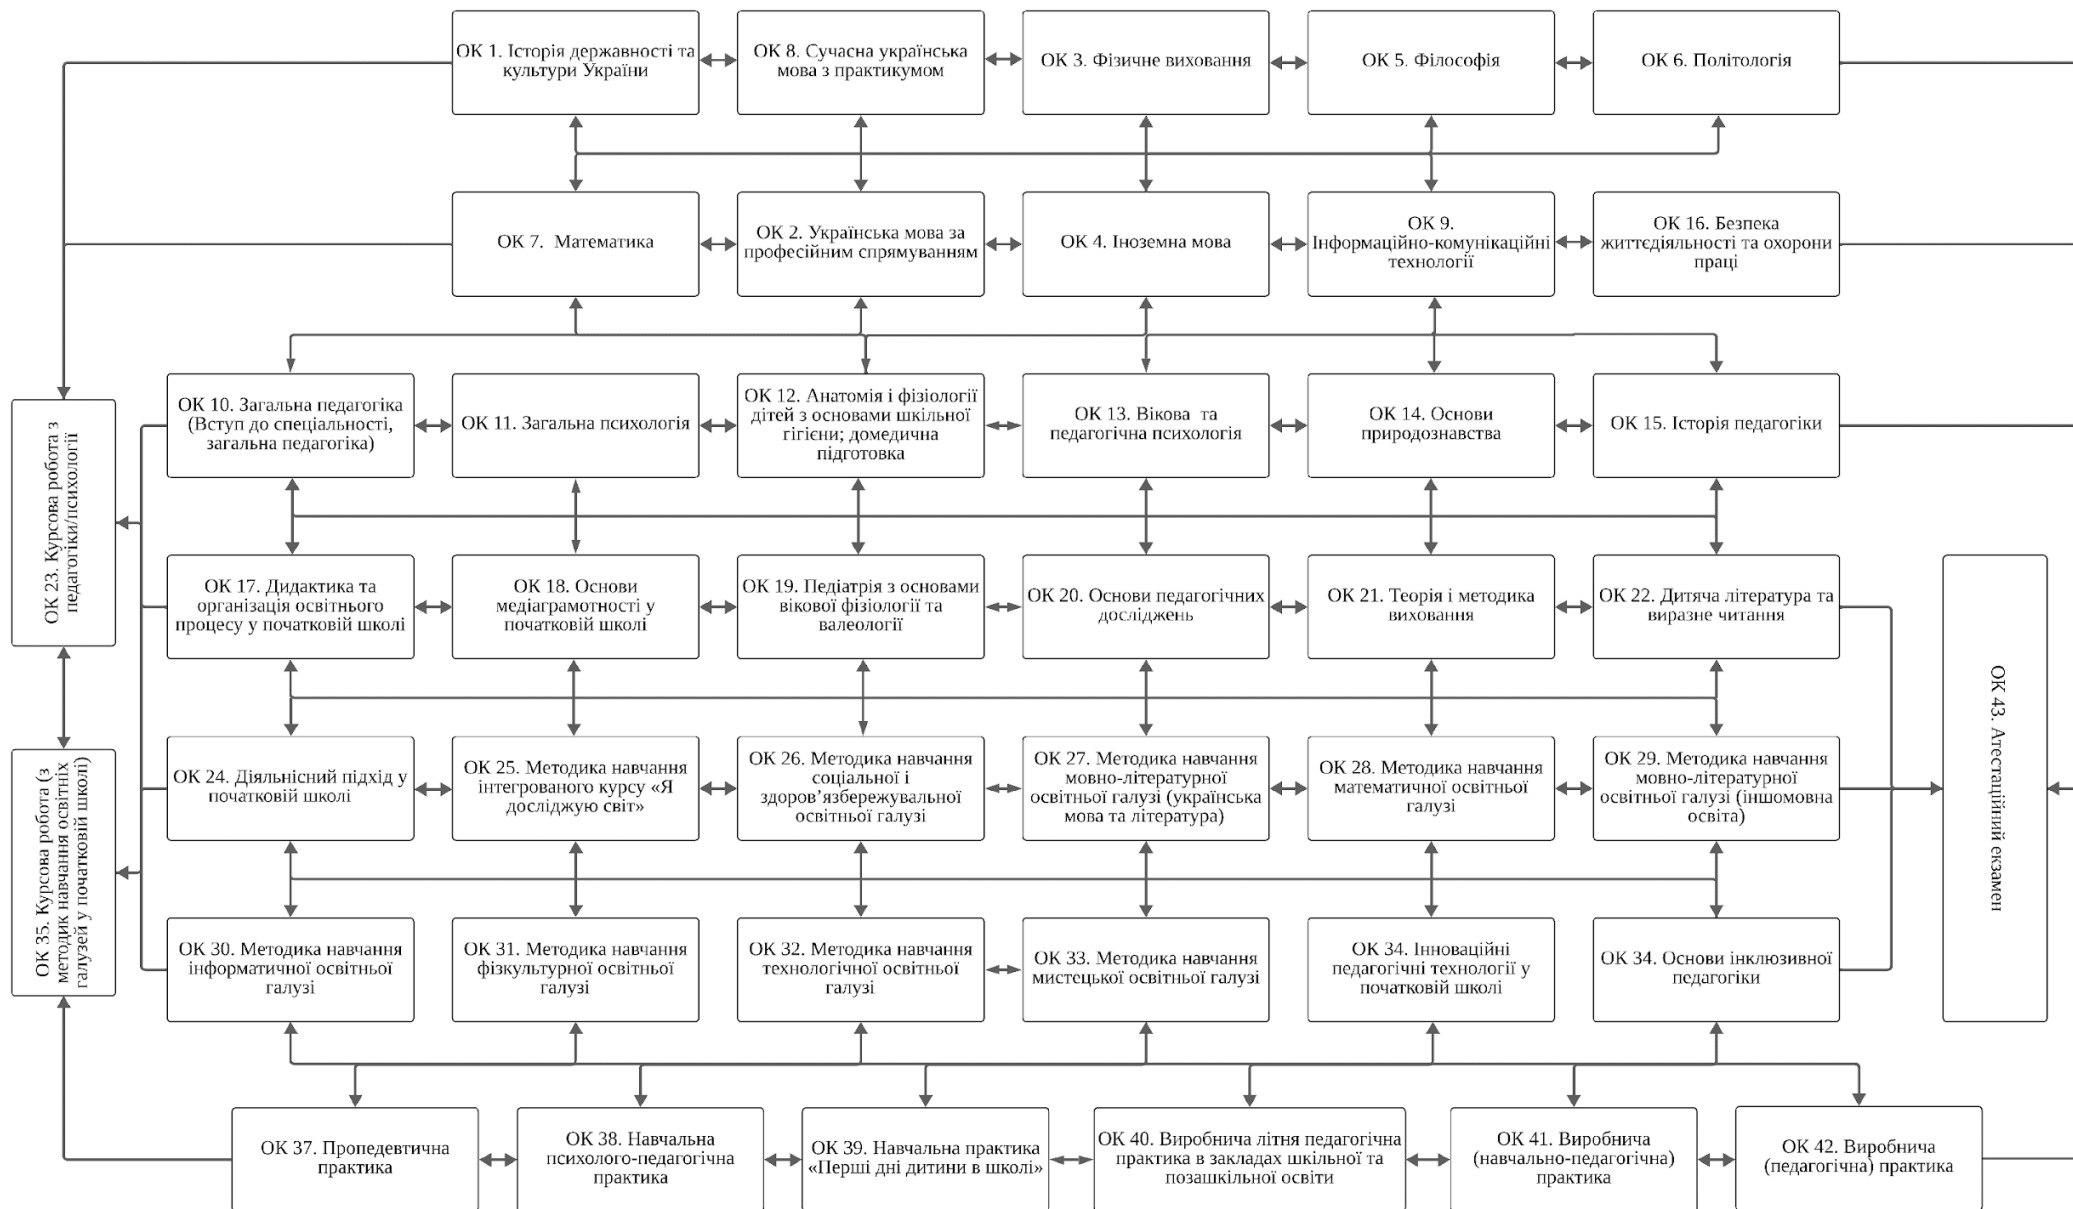 ОК 1. Історія державності та
культури України
ОК 8. Сучасна українська
мова з практикумом
ОК 3. Фізичне виховання
ОК 5. Філософія
ОК 6. Політологія
ОК 7.  Математика
ОК 2. Українська мова за
професійним спрямуванням
ОК 4. Іноземна мова
ОК 9.
Інформаційно-комунікаційні
технології
ОК 16. Безпека
життєдіяльності та охорони
праці
ОК 10. Загальна педагогіка
(Вступ до спеціальності,
загальна педагогіка)
ОК 11. Загальна психологія
ОК 12. Анатомія і фізіології
дітей з основами шкільної
гігієни; домедична
підготовка
ОК 13. Вікова  та
педагогічна психологія
ОК 14. Основи
природознавства
ОК 15. Історія педагогіки
ОК 23. Курсова робота з
педагогіки/психології
ОК 17. Дидактика та
організація освітнього
процесу у початковій школі
ОК 18. Основи
медіаграмотності у
початковій школі
ОК 19. Педіатрія з основами
вікової фізіології та
валеології
ОК 20. Основи педагогічних
досліджень
ОК 21. Теорія і методика
виховання
ОК 22. Дитяча література та
виразне читання
ОК 43.  Атестаційний екзамен
ОК 35. Курсова робота (з
методик навчання освітніх
галузей у початковій школі)
ОК 24. Діяльнісний підхід у
початковій школі
ОК 25. Методика навчання
інтегрованого курсу «Я
досліджую світ»
ОК 26. Методика навчання
соціальної і
здоров’язбережувальної
освітньої галузі
ОК 27. Методика навчання
мовно-літературної
освітньої галузі (українська
мова та література)
ОК 28. Методика навчання
математичної освітньої
галузі
ОК 29. Методика навчання
мовно-літературної
освітньої галузі (іншомовна
освіта)
ОК 30. Методика навчання
інформатичної освітньої
галузі
ОК 31. Методика навчання
фізкультурної освітньої
галузі
ОК 32. Методика навчання
технологічної освітньої
галузі
ОК 33. Методика навчання
мистецької освітньої галузі
ОК 34. Інноваційні
педагогічні технології у
початковій школі
ОК 34. Основи інклюзивної
педагогіки
ОК 37. Пропедевтична
практика
ОК 38. Навчальна
психолого-педагогічна
практика
ОК 39. Навчальна практика
«Перші дні дитини в школі»
ОК 40. Виробнича літня педагогічна
практика в закладах шкільної та
позашкільної освіти
ОК 41. Виробнича
(навчально-педагогічна)
практика
ОК 42. Виробнича
(педагогічна) практика